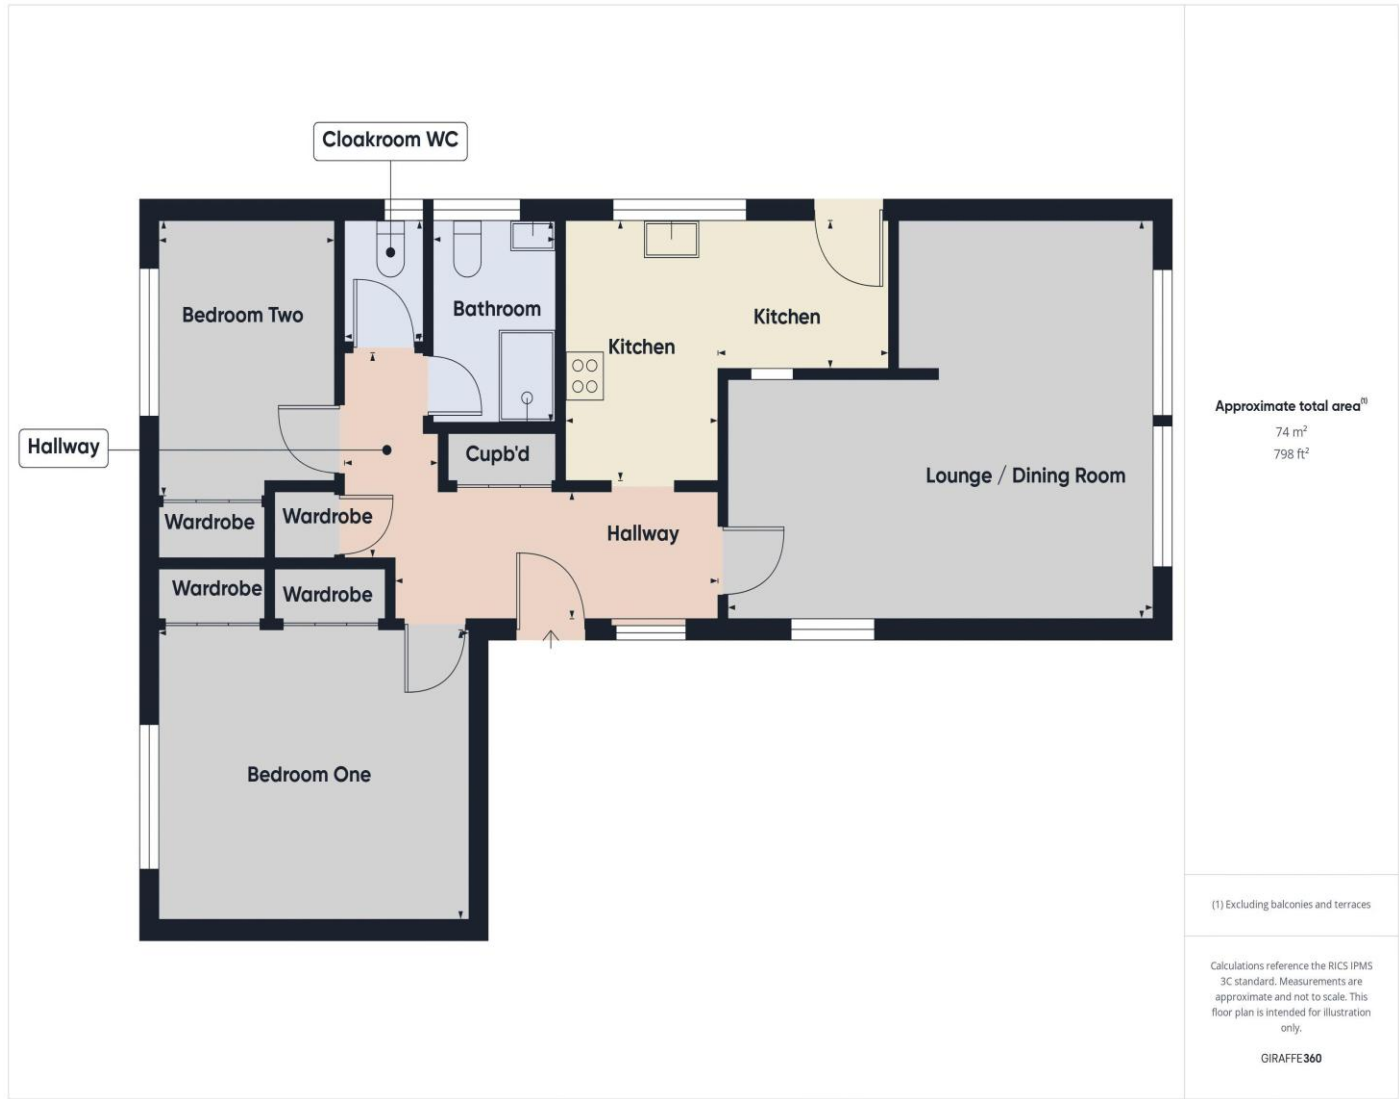 Cloakroom WC
Bedroom Two
Bathroom
Kitchen
Kitchen
Hallway
Cupb'd
Lounge / Dining Room
Wardrobe
Wardrobe
Hallway
Wardrobe
Wardrobe
Bedroom One
Approximate total area(1)
74 m²
798 ft²
(1) Excluding balconies and terraces
Calculations reference the RICS IPMS
3C standard. Measurements are
approximate and not to scale. This
floor plan is intended for illustration
only.
GIRAFFE360